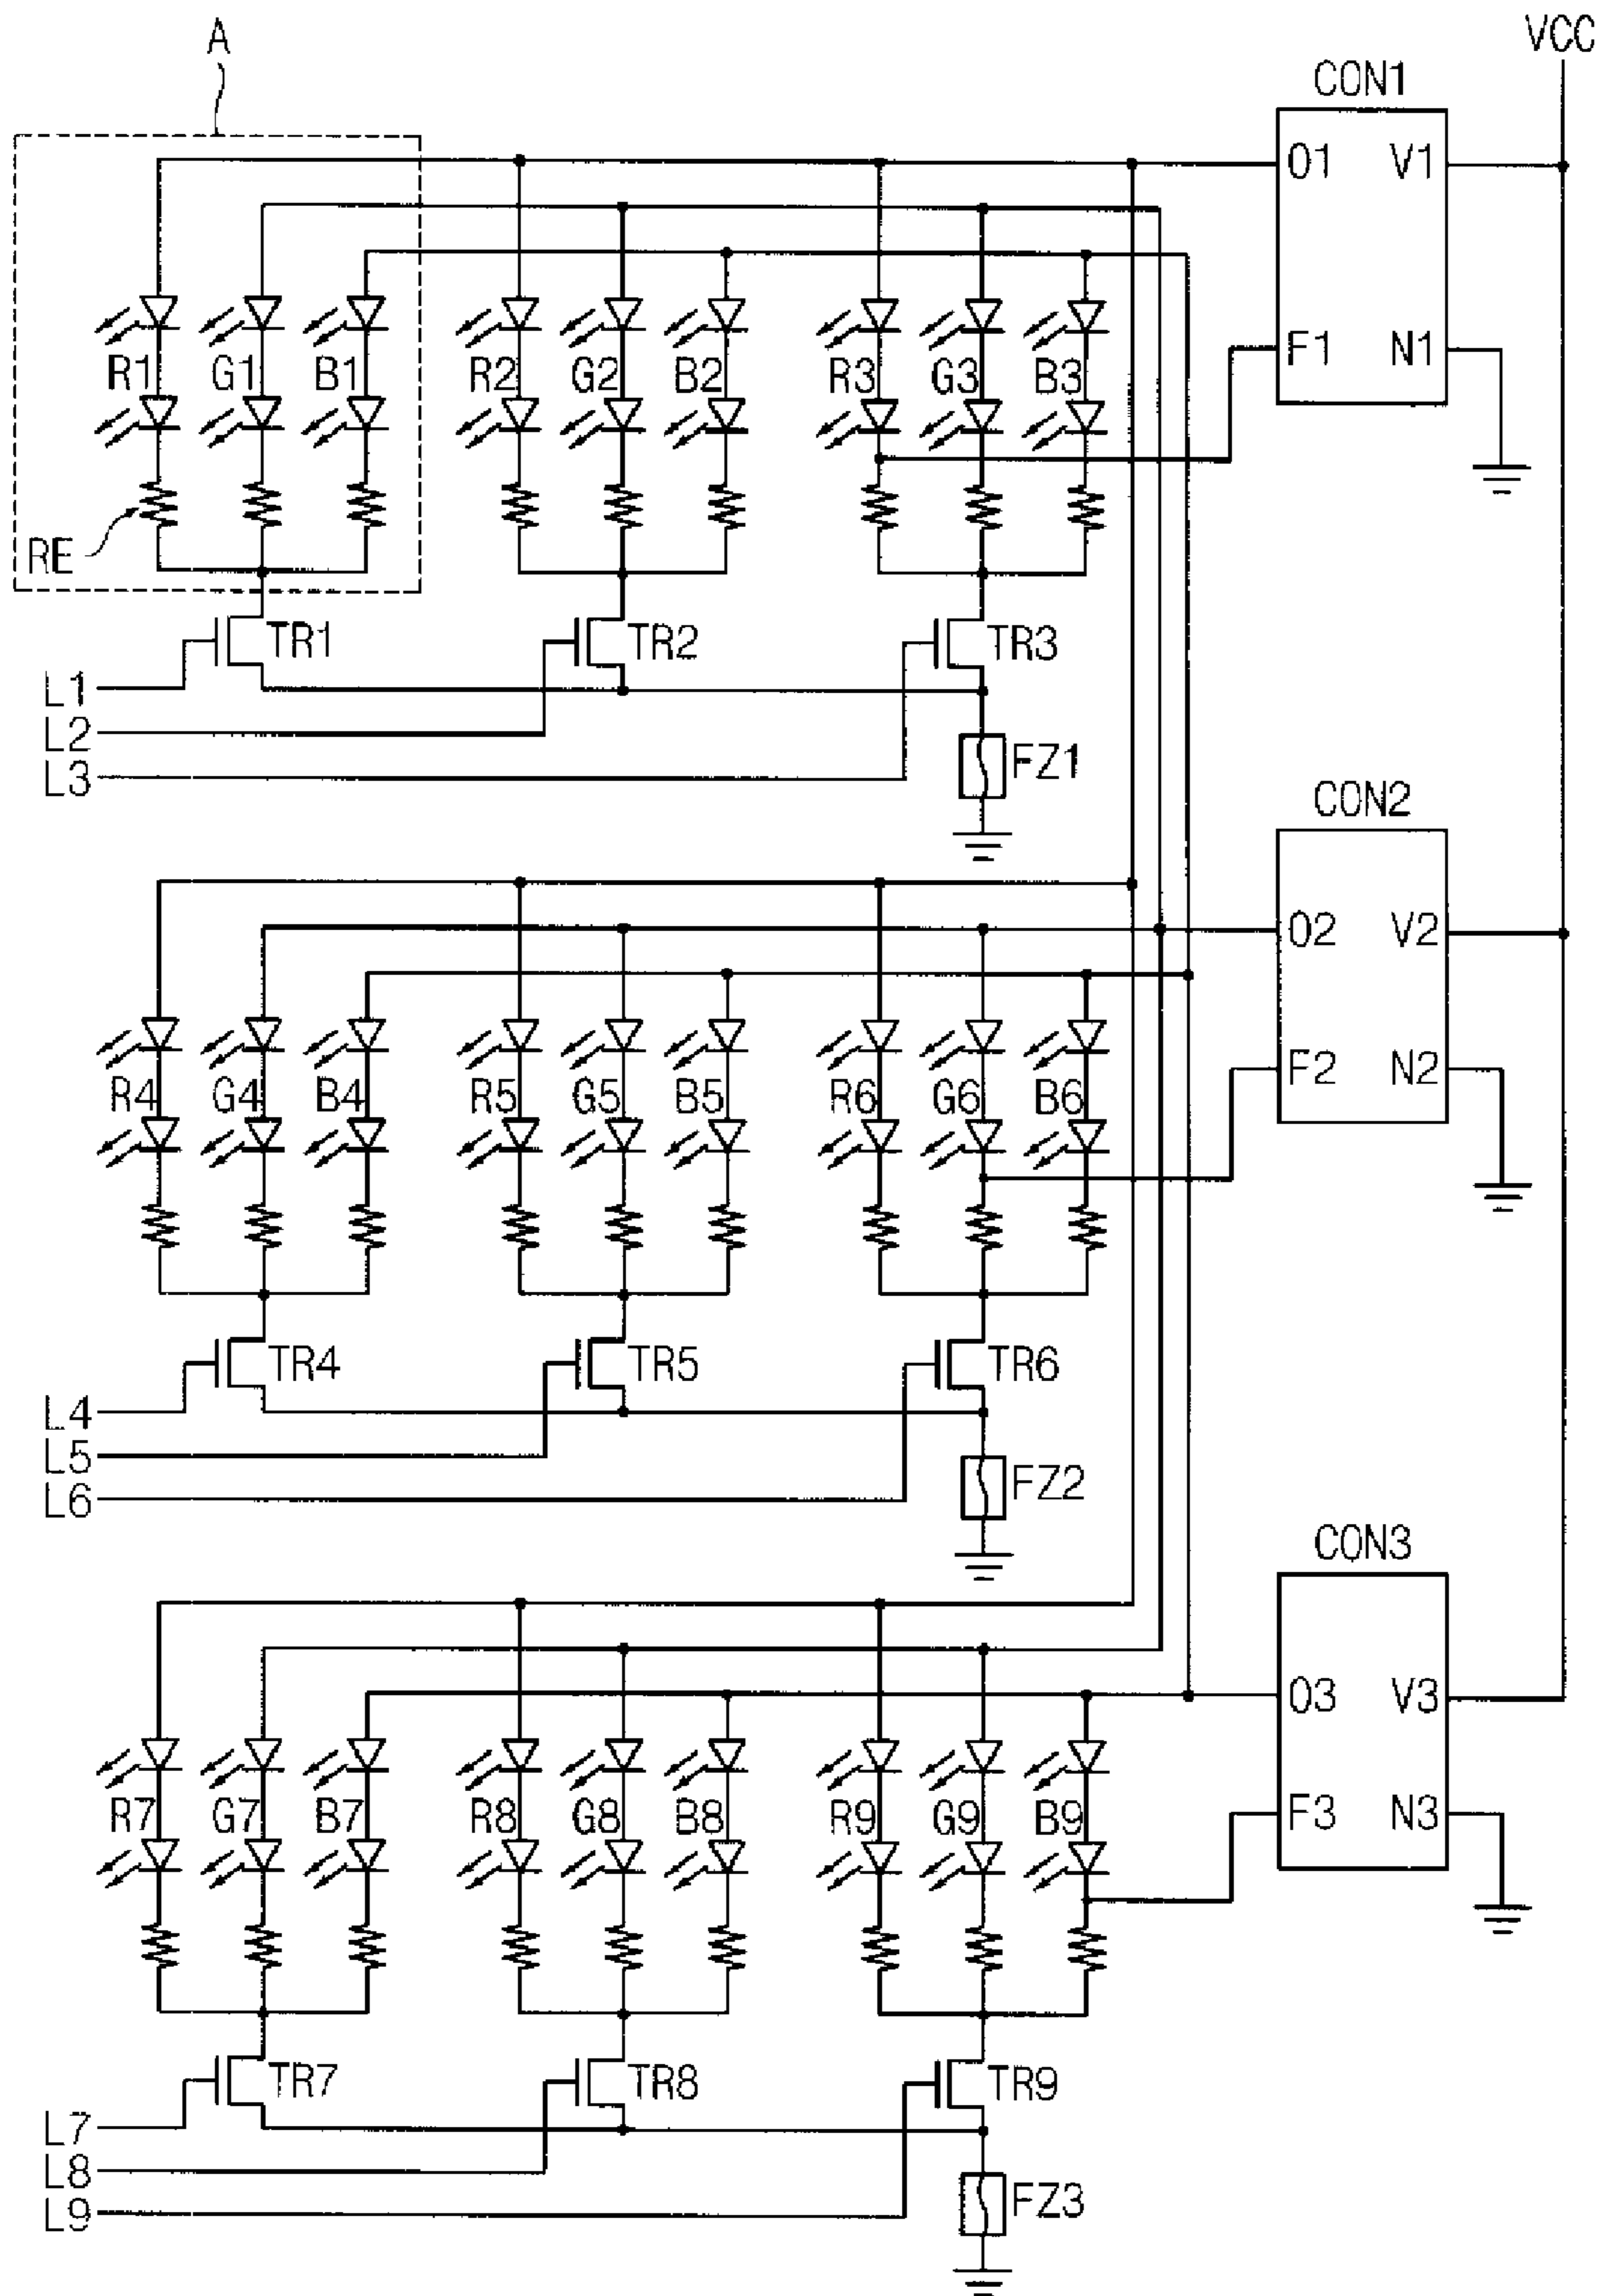 A
VCC
CON1
O1 V1
F1 N1
R1 G1 B1 R2 G2 B2 R3 G3 B3
RE
TR1 TR2 TR3
L1
L2
L3
FZ1
CON2
O2 V2
F2 N2
R4 G4 B4 R5 G5 B5 R6 G6 B6
TR4 TR5 TR6
L4
L5
L6
FZ2
CON3
O3 V3
F3 N3
R7 G7 B7 R8 G8 B8 R9 G9 B9
TR7 TR8 TR9
L7
L8
L9
FZ3